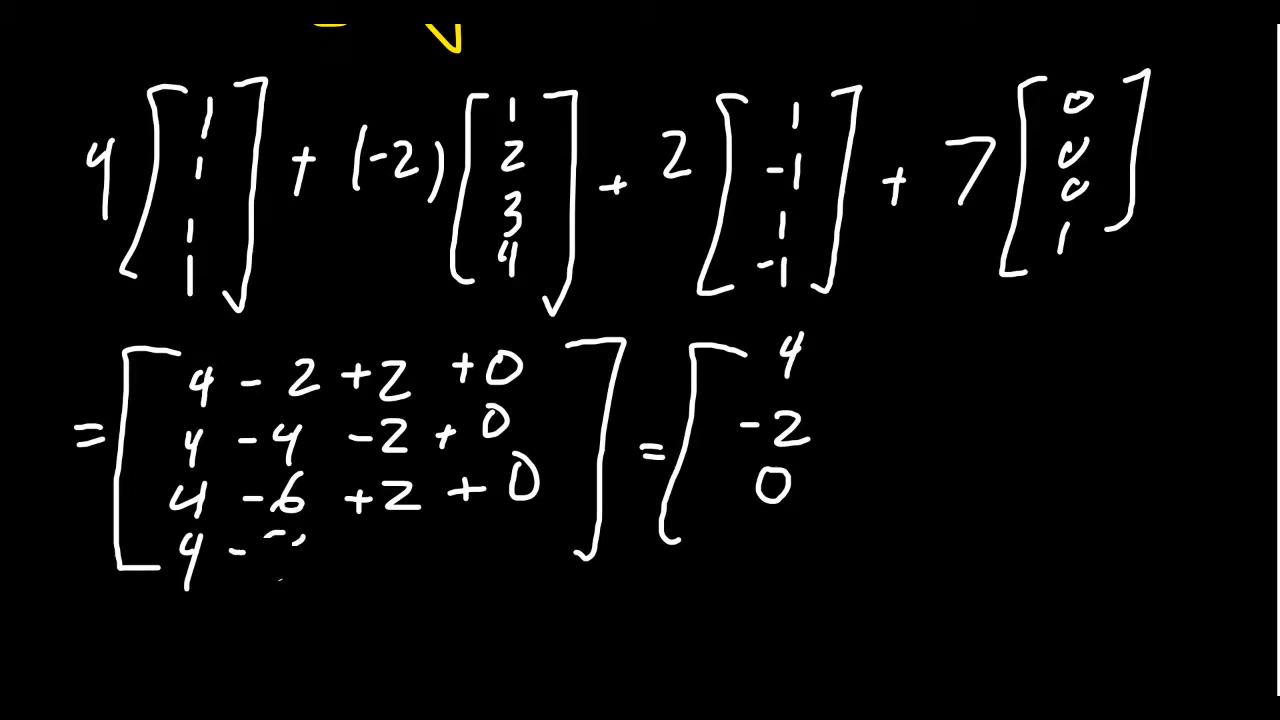 4 [1 1 1 1] + (-2) [1 2 3 4] + 2 [1 -1 1 -1] + 7 [0 0 0 1]
= [4 - 2 + 2 + 0
4 - 4 - 2 + 0
4 - 6 + 2 + 0
4 -
] = [4
-2
0